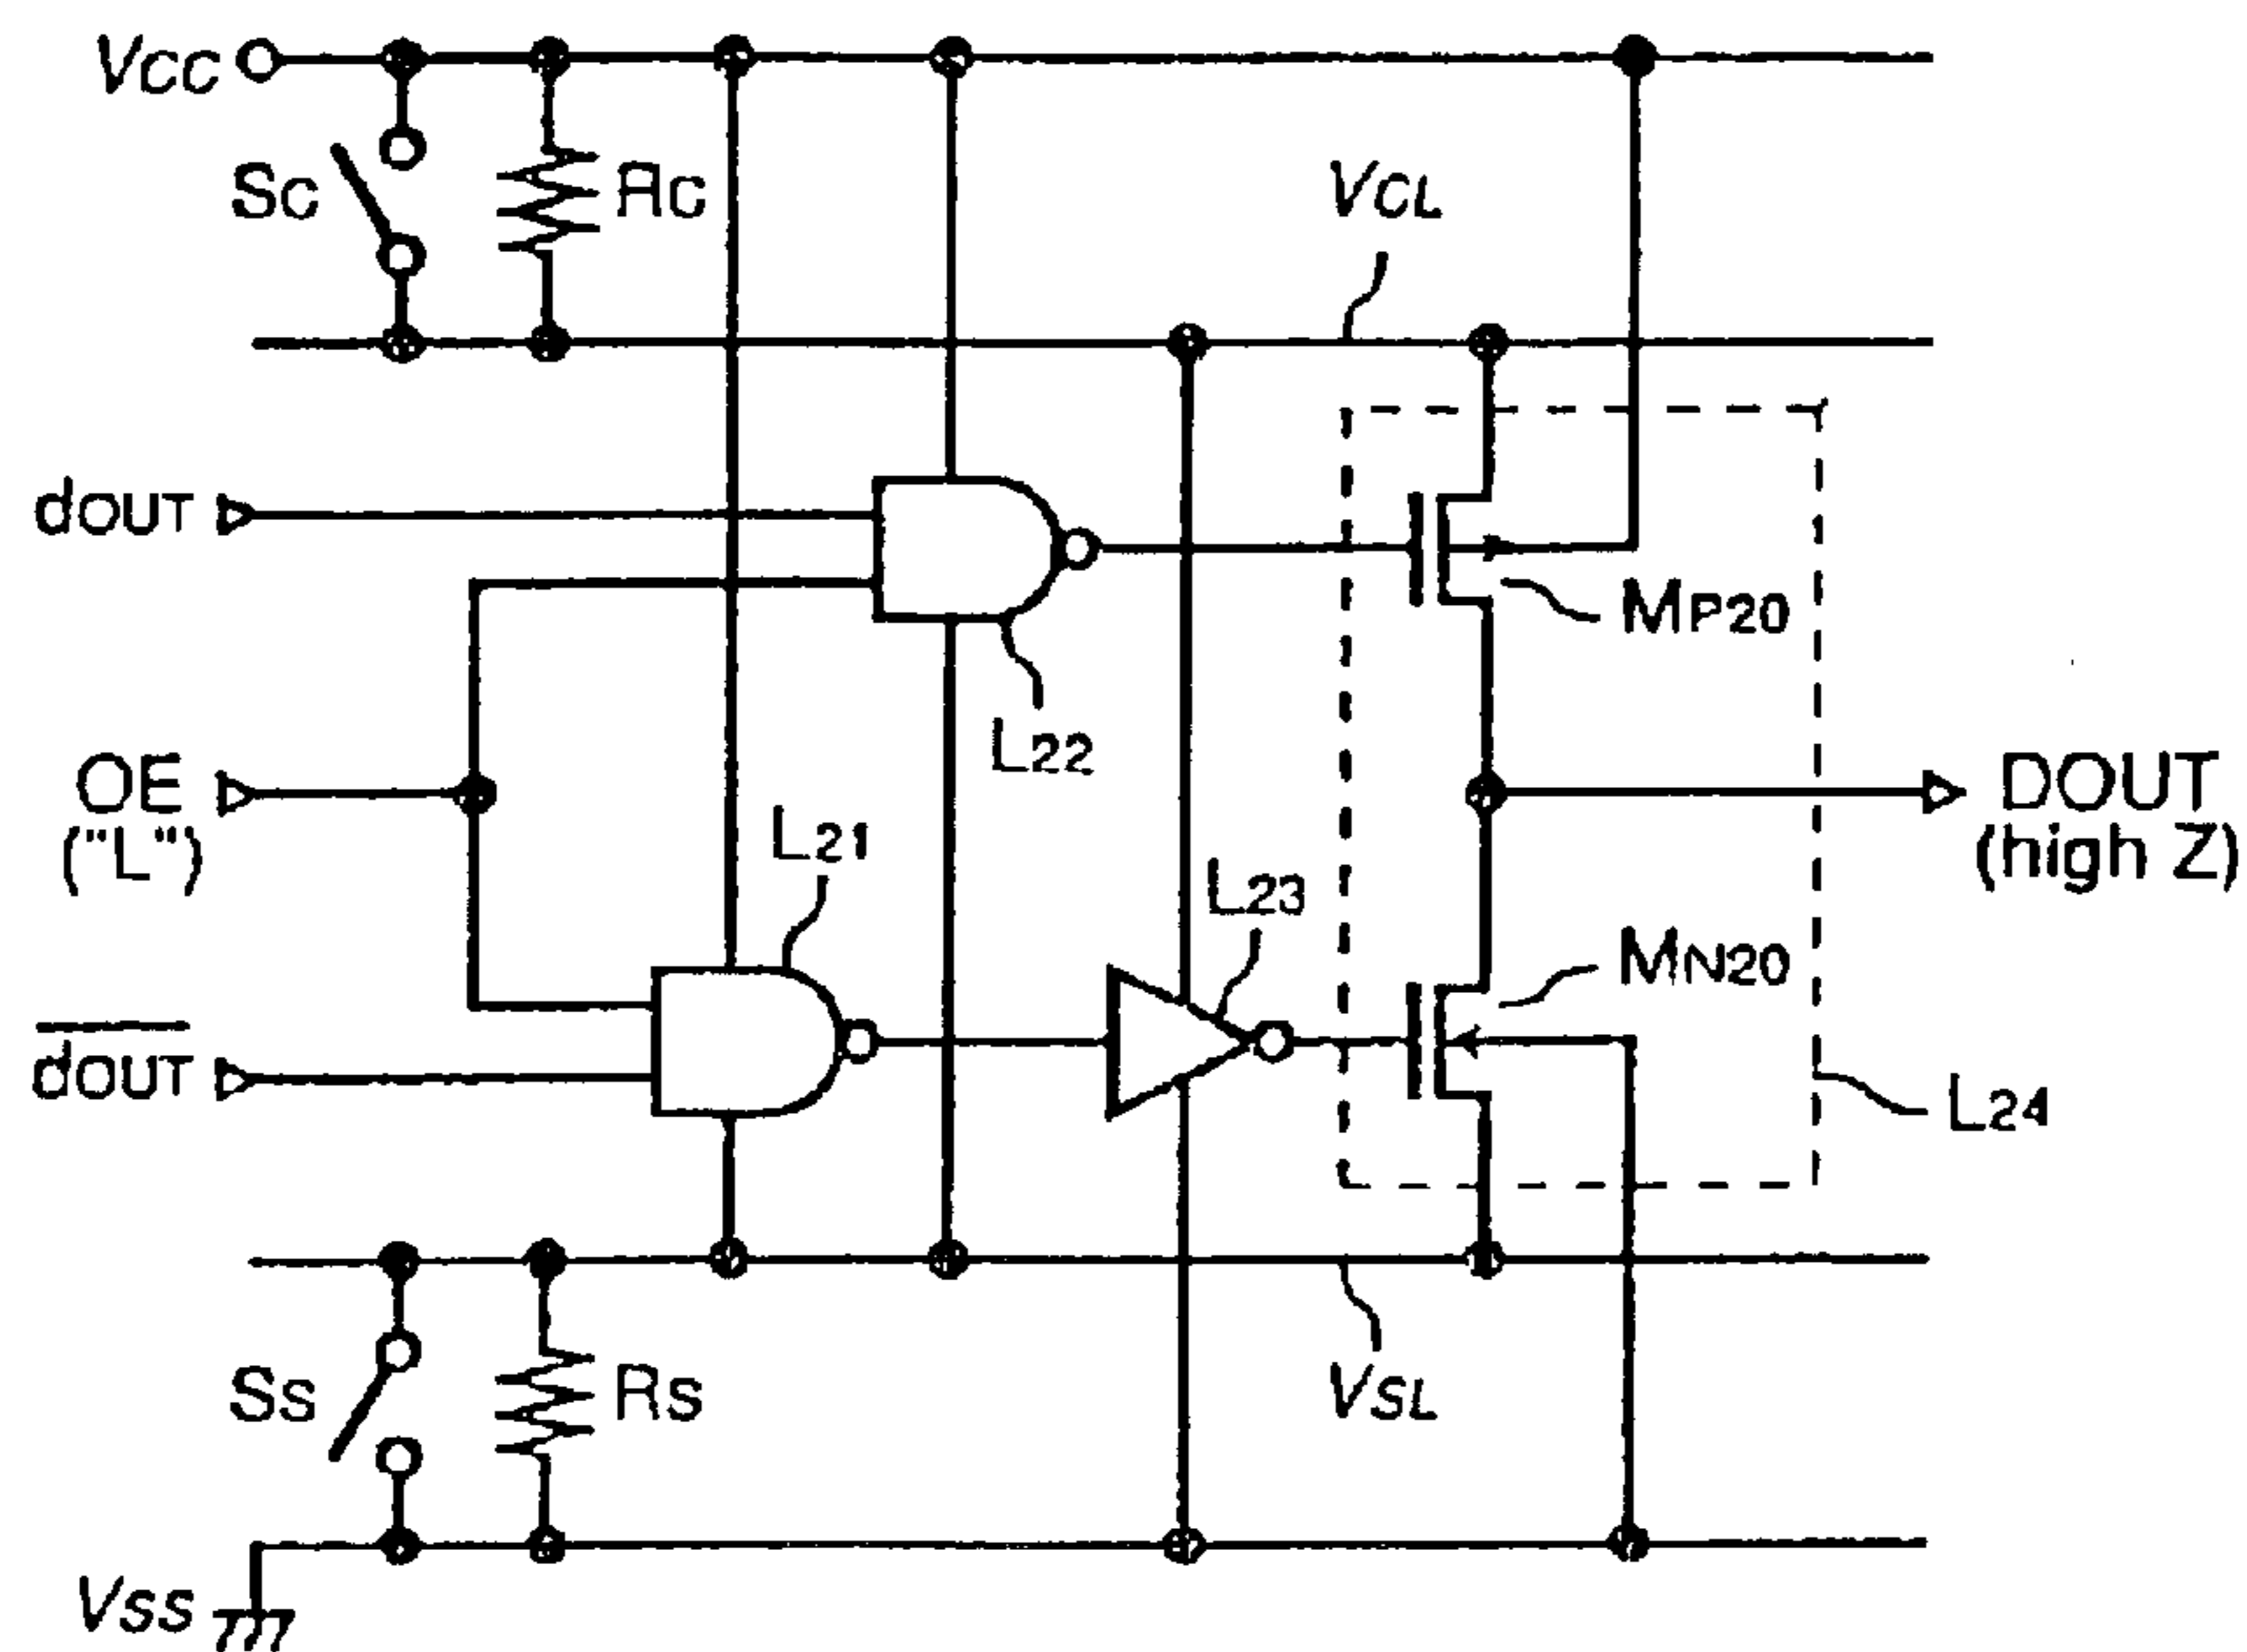 VCC
SC
RC
VCL
dOUT
MP20
L22
OE
("L")
DOUT
(high Z)
L21
L23
MN20
dOUT
L24
SS
RS
VSL
VSS